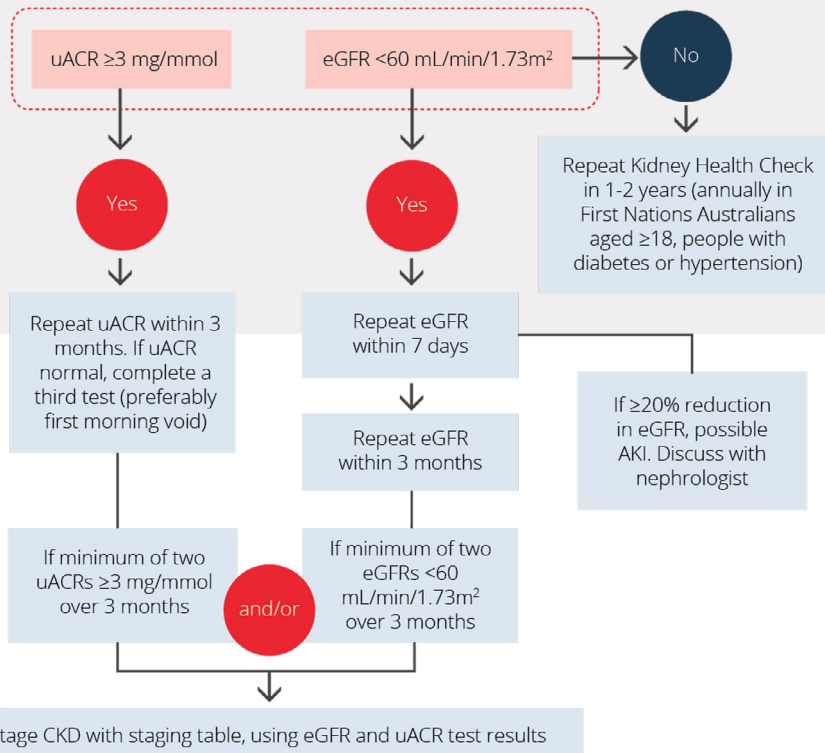 uACR ≥3 mg/mmol
eGFR <60 mL/min/1.73m²
No
Yes
Yes
Repeat Kidney Health Check
in 1-2 years (annually in
First Nations Australians
aged ≥18, people with
diabetes or hypertension)
Repeat uACR within 3
months. If uACR
normal, complete a
third test (preferably
first morning void)
Repeat eGFR
within 7 days
If ≥20% reduction
in eGFR, possible
AKI. Discuss with
nephrologist
Repeat eGFR
within 3 months
If minimum of two
uACRs ≥3 mg/mmol
over 3 months
and/or
If minimum of two
eGFRs <60
mL/min/1.73m²
over 3 months
tage CKD with staging table, using eGFR and uACR test results